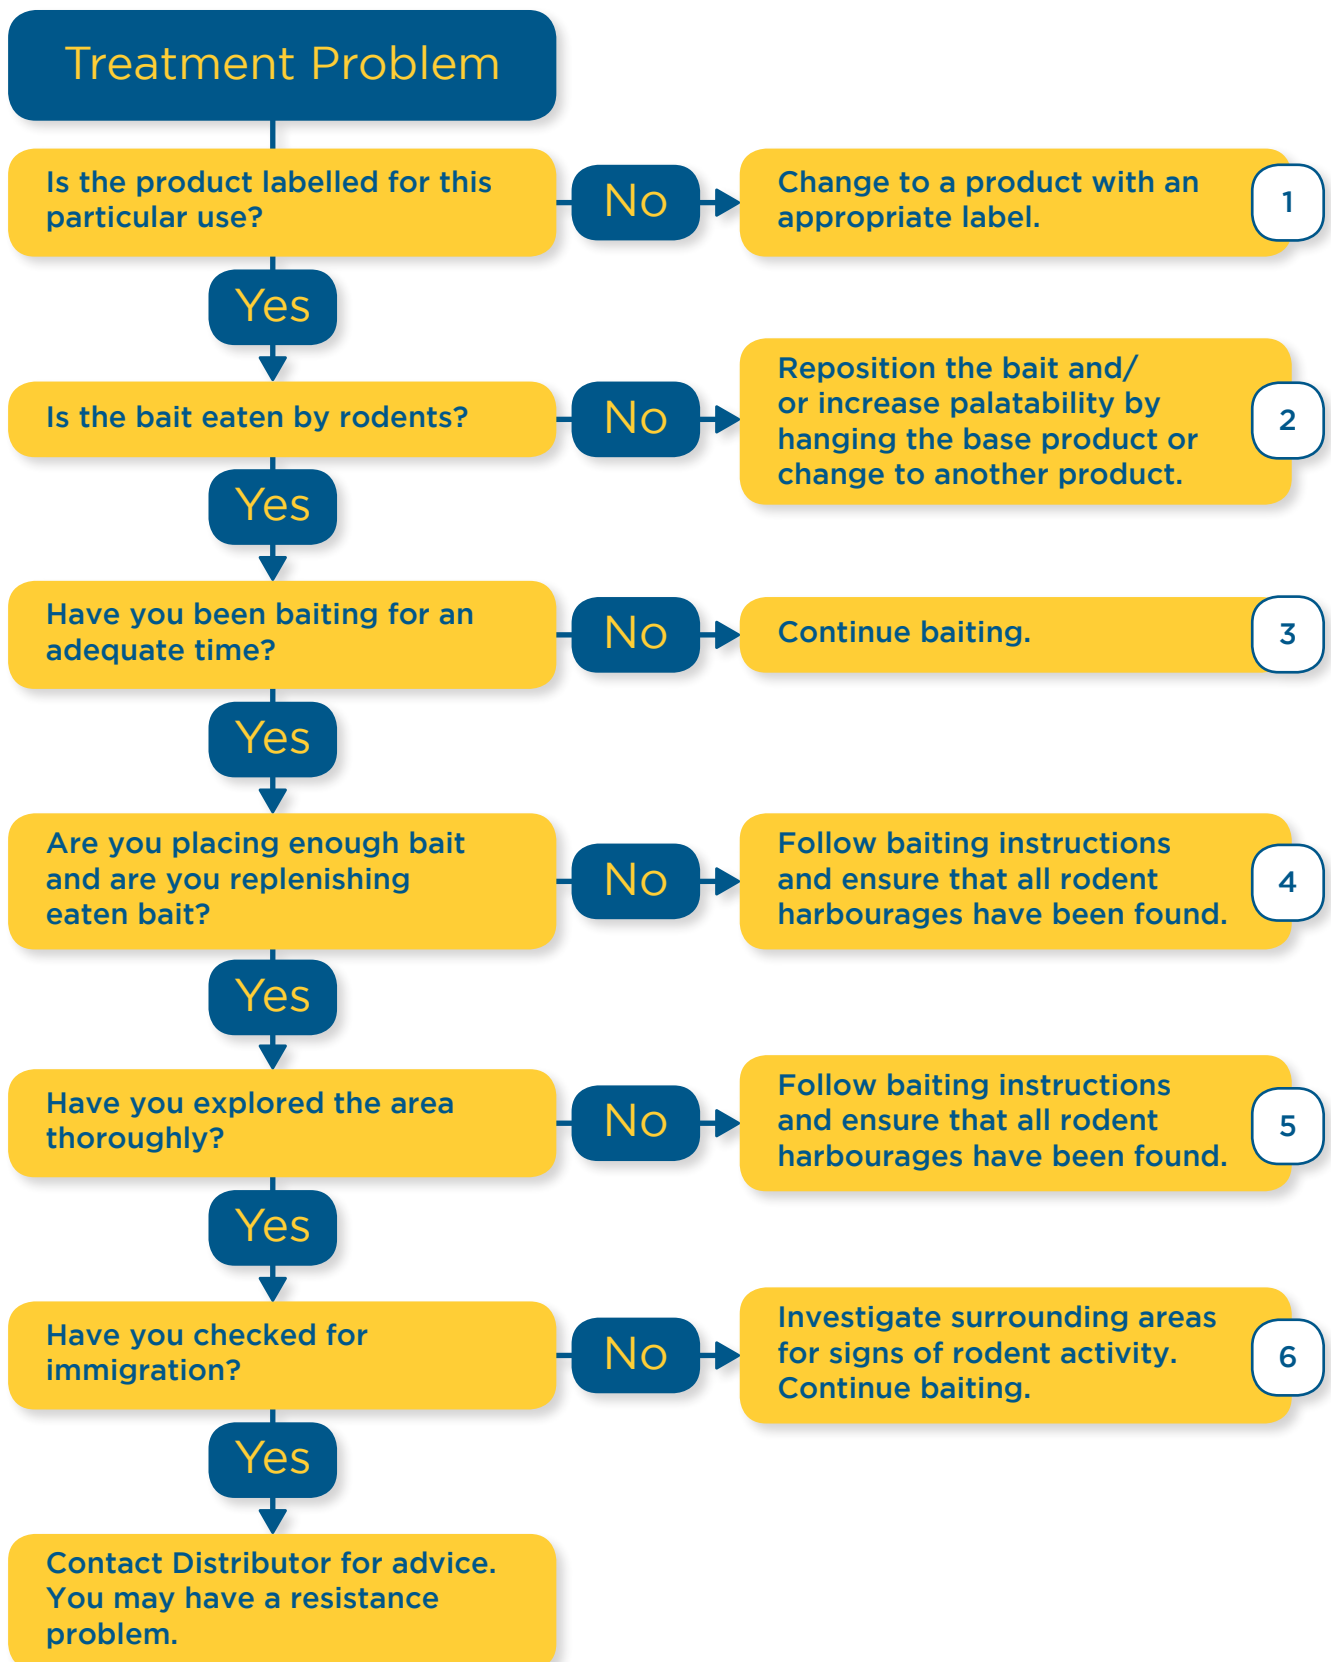 Treatment Problem
Is the product labelled for this
particular use?
No
Change to a product with an
appropriate label.
1
Yes
Is the bait eaten by rodents?
No
Reposition the bait and/
or increase palatability by
hanging the base product or
change to another product.
2
Yes
Have you been baiting for an
adequate time?
No
Continue baiting.
3
Yes
Are you placing enough bait
and are you replenishing
eaten bait?
No
Follow baiting instructions
and ensure that all rodent
harbourages have been found.
4
Yes
Have you explored the area
thoroughly?
No
Follow baiting instructions
and ensure that all rodent
harbourages have been found.
5
Yes
Have you checked for
immigration?
No
Investigate surrounding areas
for signs of rodent activity.
Continue baiting.
6
Yes
Contact Distributor for advice.
You may have a resistance
problem.